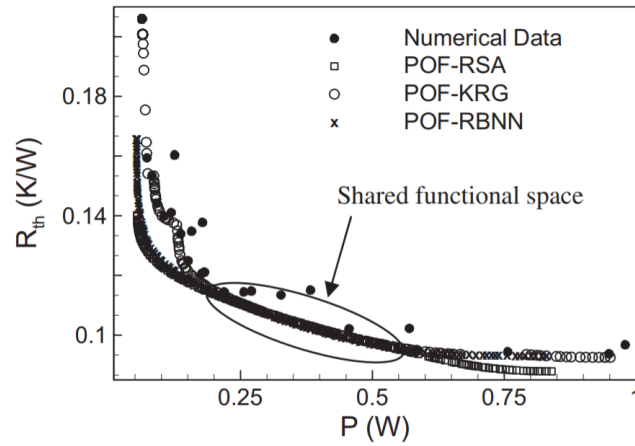 Numerical Data
POF-RSA
POF-KRG
POF-RBNN
Shared functional space
R_th (K/W)
0.18
0.14
0.1
0.25
0.5
0.75
1
P (W)